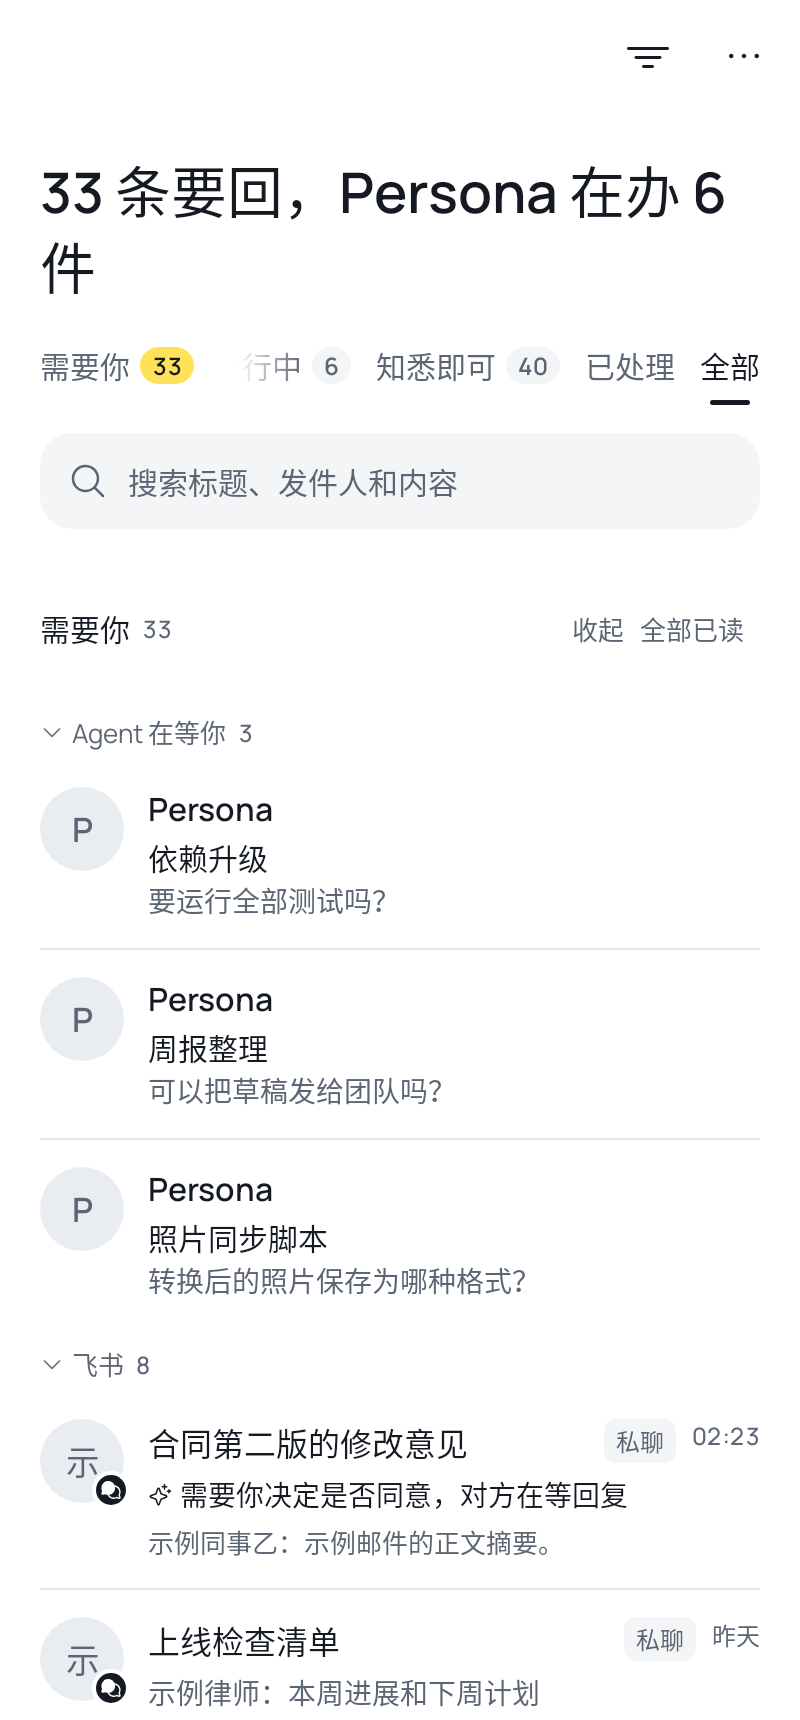 33 条要回，Persona 在办 6
件
需要你 33 行中 6 知悉即可 40 已处理 全部
搜索标题、发件人和内容
需要你 33 收起 全部已读
Agent 在等你 3
P
Persona
依赖升级
要运行全部测试吗？
P
Persona
周报整理
可以把草稿发给团队吗？
P
Persona
照片同步脚本
转换后的照片保存为哪种格式？
飞书 8
示
合同第二版的修改意见 私聊 02:23
需要你决定是否同意，对方在等回复
示例同事乙：示例邮件的正文摘要。
示
上线检查清单 私聊 昨天
示例律师：本周进展和下周计划